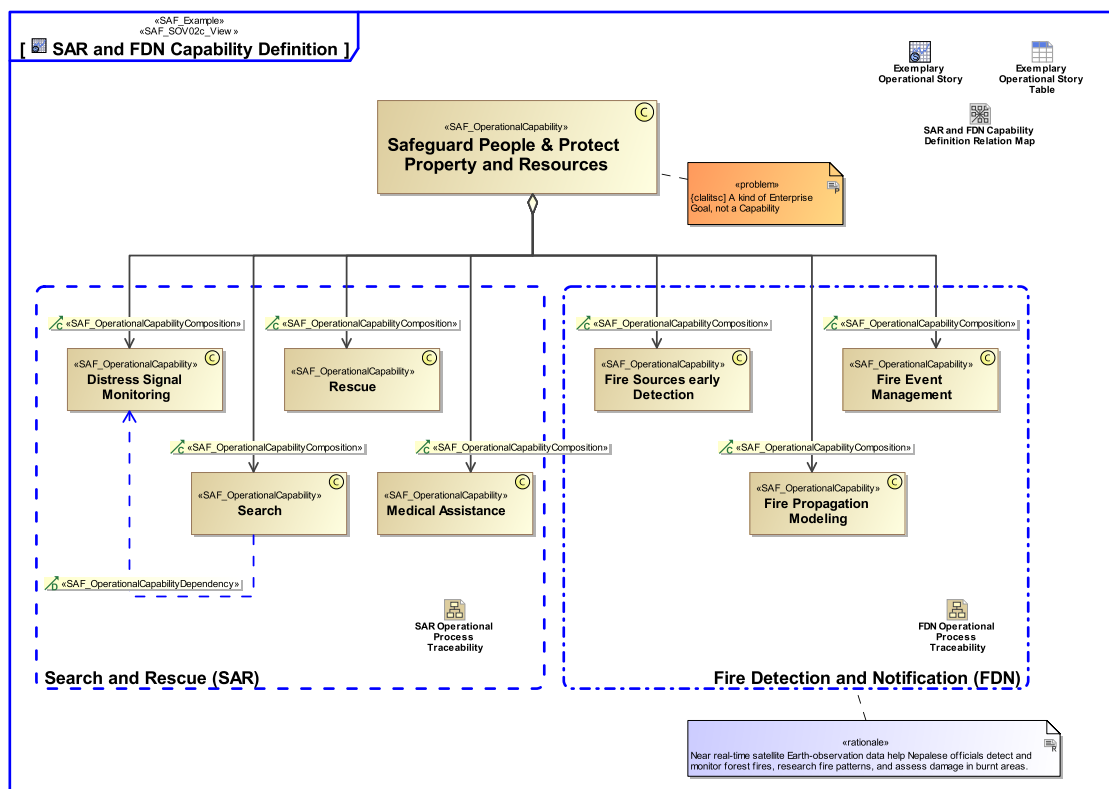 «SAF_Example»
«SAF_SOV02c_View »
[ SAR and FDN Capability Definition ]
Exemplary
Operational Story
Exemplary
Operational Story
Table
SAR and FDN Capability
Definition Relation Map
C
«SAF_OperationalCapability»
Safeguard People & Protect
Property and Resources
«problem»
P
{clalitsc] A kind of Enterprise
Goal, not a Capability
C «SAF_OperationalCapabilityComposition»
C «SAF_OperationalCapabilityComposition»
C «SAF_OperationalCapabilityComposition»
C «SAF_OperationalCapabilityComposition»
C
«SAF_OperationalCapability»
Distress Signal
Monitoring
C
«SAF_OperationalCapability»
Rescue
C
«SAF_OperationalCapability»
Fire Sources early
Detection
C
«SAF_OperationalCapability»
Fire Event
Management
C «SAF_OperationalCapabilityComposition»
C «SAF_OperationalCapabilityComposition»
C «SAF_OperationalCapabilityComposition»
C
«SAF_OperationalCapability»
Search
C
«SAF_OperationalCapability»
Medical Assistance
C
«SAF_OperationalCapability»
Fire Propagation
Modeling
D «SAF_OperationalCapabilityDependency»
SAR Operational
Process
Traceability
FDN Operational
Process
Traceability
Search and Rescue (SAR)
Fire Detection and Notification (FDN)
«rationale»
R
Near real-time satellite Earth-observation data help Nepalese officials detect and
monitor forest fires, research fire patterns, and assess damage in burnt areas.